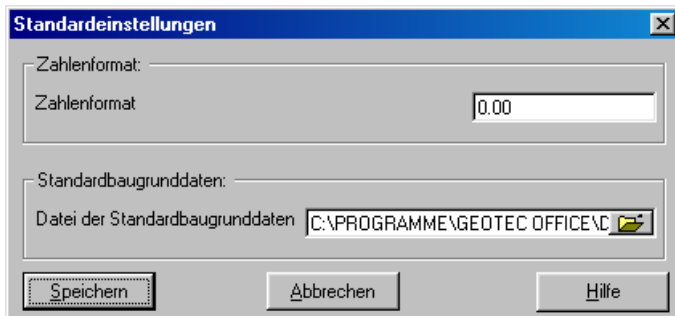 Standardeinstellungen
Zahlenformat:
Zahlenformat 0.00
Standardbaugrunddaten:
Datei der Standardbaugrunddaten C:\PROGRAMME\GEOTEC OFFICE\D
Speichern Abbrechen Hilfe